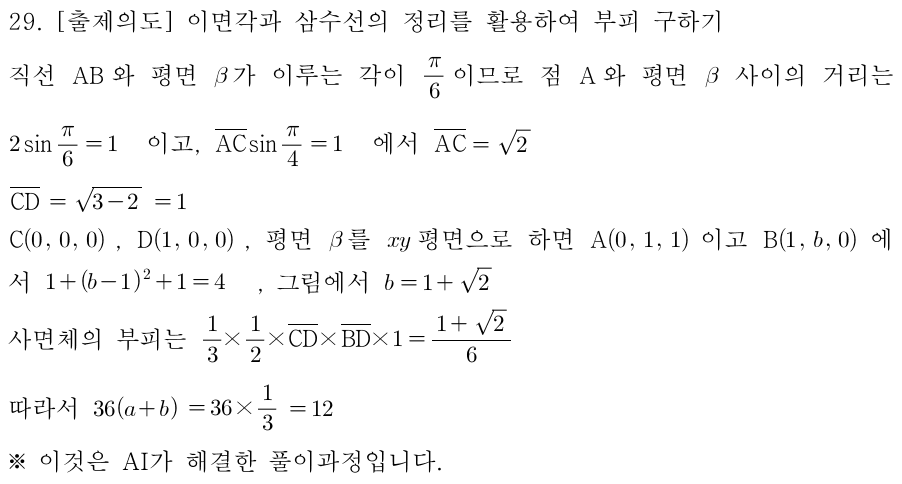 29. [출제의도] 이면각과 삼수선의 정리를 활용하여 부피 구하기
직선 AB와 평면 β가 이루는 각이 π/6 이므로 점 A와 평면 β 사이의 거리는
2sin π/6 = 1 이고, A̅C̅ sin π/4 = 1 에서 A̅C̅ = √2
C̅D̅ = √(3-2) = 1
C(0, 0, 0) , D(1, 0, 0) , 평면 β를 xy평면으로 하면 A(0, 1, 1) 이고 B(1, b, 0) 에
서 1+(b-1)²+1=4 , 그림에서 b=1+√2
사면체의 부피는 1/3 × 1/2 × C̅D̅ × B̅D̅ × 1 = (1+√2)/6
따라서 36(a+b) = 36× 1/3 = 12
※ 이것은 AI가 해결한 풀이과정입니다.